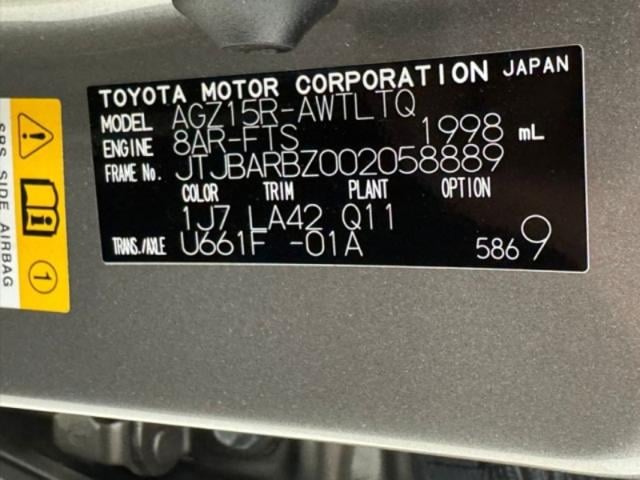 TOYOTA MOTOR CORPORATION JAPAN
MODEL AGZ15R-AWTLTQ
ENGINE 8AR-FTS 1998 mL
FRAME No. JTJBARBZ002058889
COLOR TRIM PLANT OPTION
1J7 LA42 Q11
TRANS./AXLE U661F -01A 5869
SRS SIDE AIRBAG
1